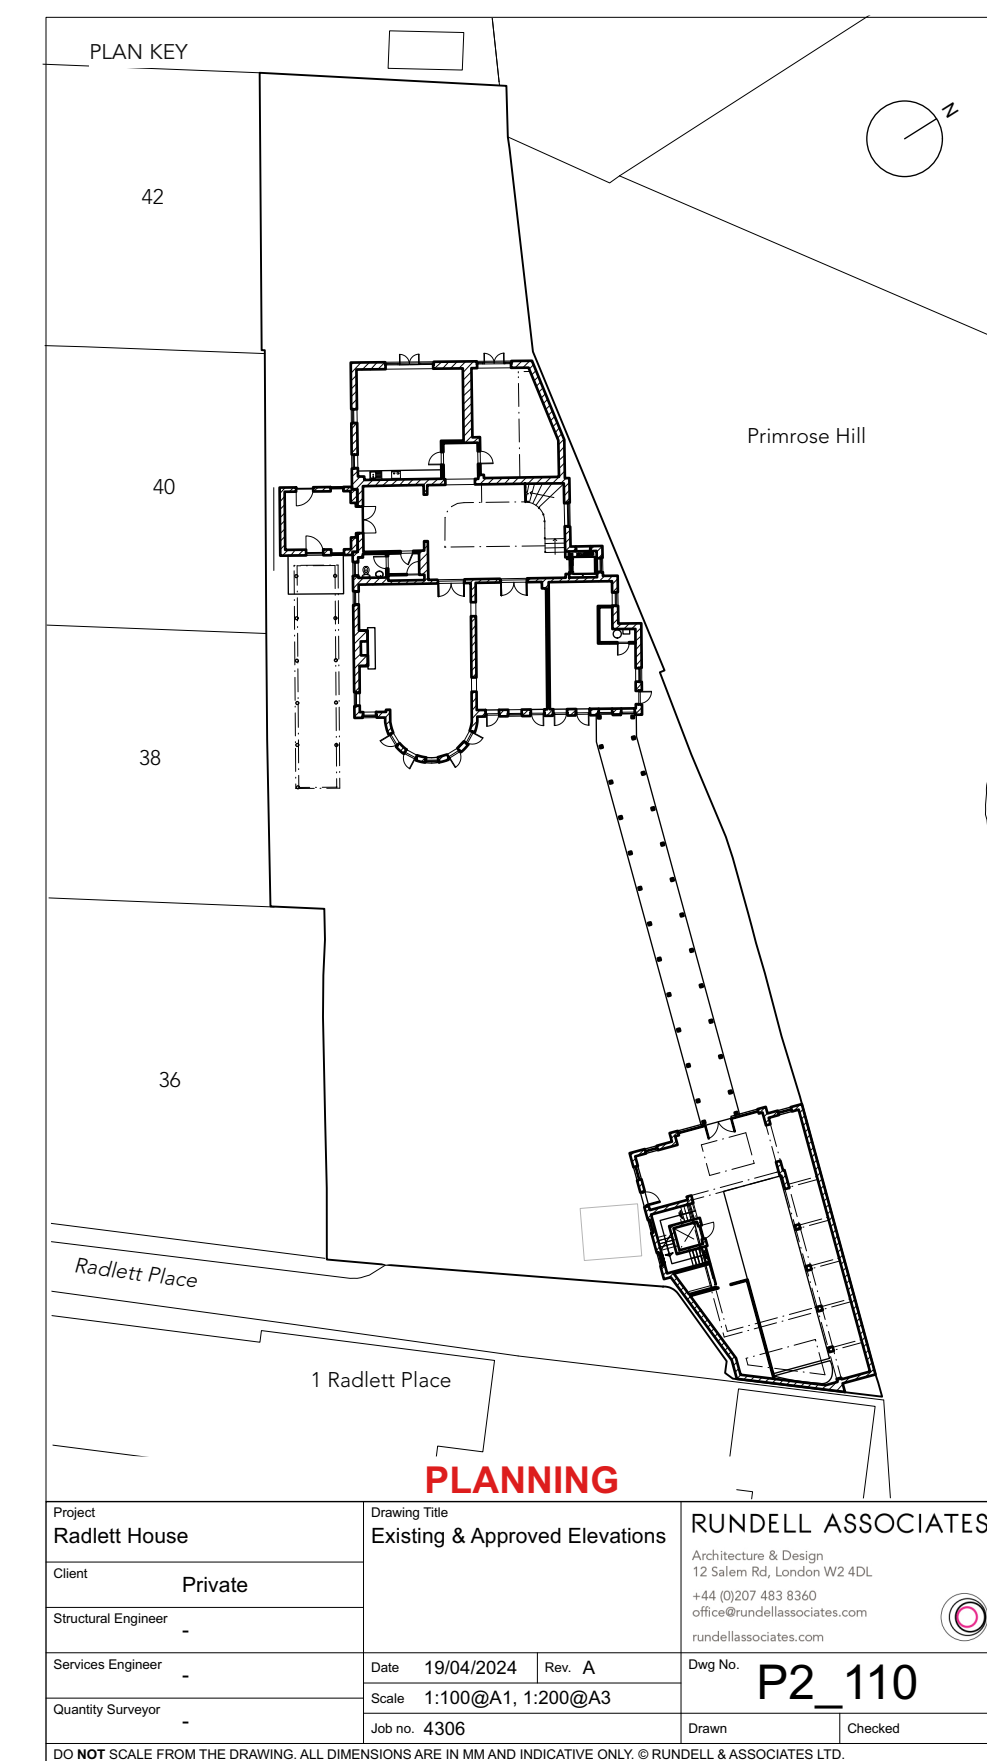 PLAN KEY
N
42
Primrose Hill
40
38
36
Radlett Place
1 Radlett Place
PLANNING
Project
Radlett House
Client
Private
Structural Engineer
-
Services Engineer
-
Quantity Surveyor
-
Drawing Title
Existing & Approved Elevations
Date 19/04/2024 Rev. A
Scale 1:100@A1, 1:200@A3
Job no. 4306
RUNDELL ASSOCIATES
Architecture & Design
12 Salem Rd, London W2 4DL
+44 (0)207 483 8360
office@rundellassociates.com
rundellassociates.com
Dwg No. P2_110
Drawn Checked
DO NOT SCALE FROM THE DRAWING. ALL DIMENSIONS ARE IN MM AND INDICATIVE ONLY. © RUNDELL & ASSOCIATES LTD.